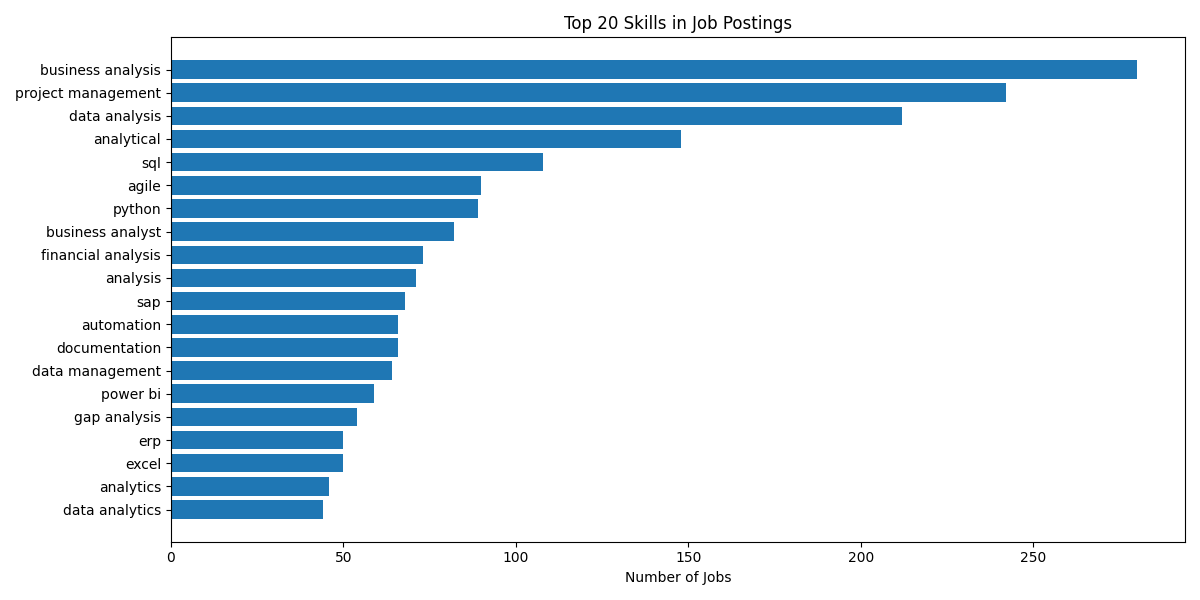 Top 20 Skills in Job Postings
business analysis
project management
data analysis
analytical
sql
agile
python
business analyst
financial analysis
analysis
sap
automation
documentation
data management
power bi
gap analysis
erp
excel
analytics
data analytics
0 50 100 150 200 250
Number of Jobs